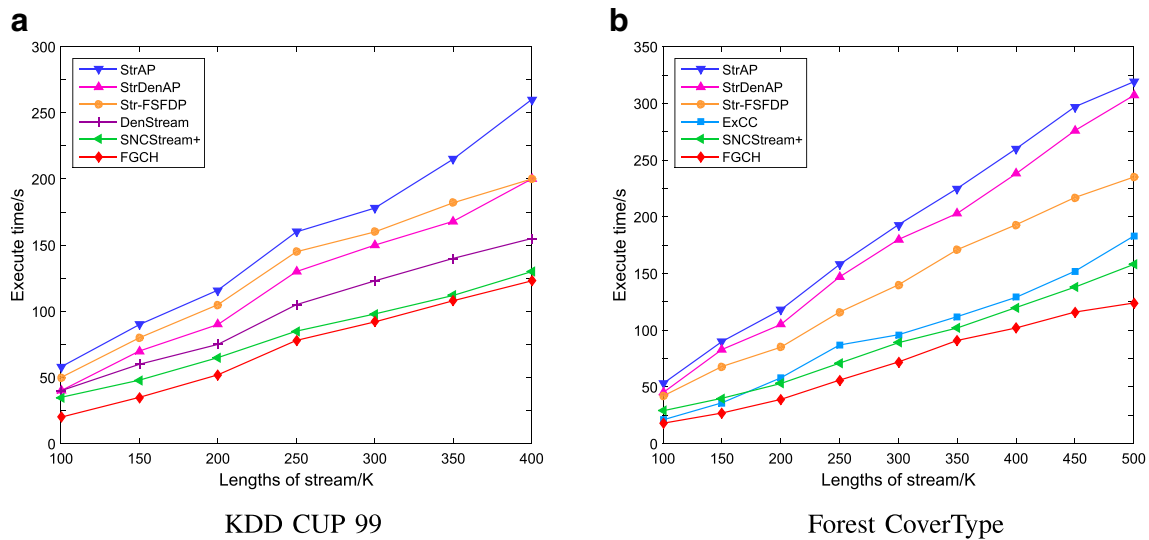 a
300
250
200
150
100
50
0
Execute time/s
StrAP
StrDenAP
Str-FSFDP
DenStream
SNCStream+
FGCH
100 150 200 250 300 350 400
Lengths of stream/K
KDD CUP 99
b
350
300
250
200
150
100
50
0
Execute time/s
StrAP
StrDenAP
Str-FSFDP
ExCC
SNCStream+
FGCH
100 150 200 250 300 350 400 450 500
Lengths of stream/K
Forest CoverType